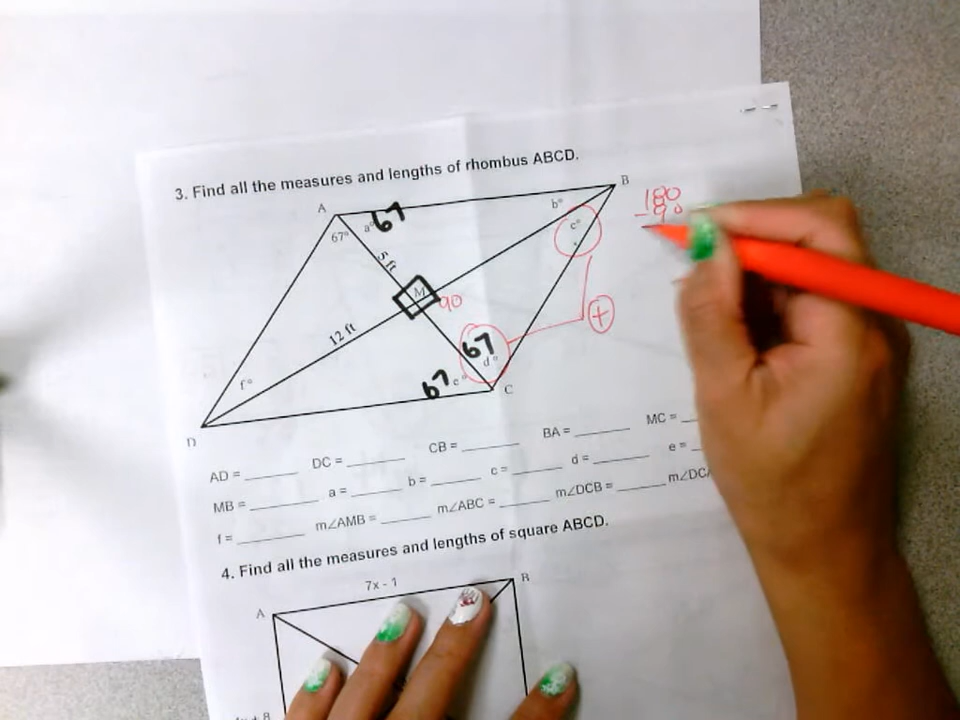 3. Find all the measures and lengths of rhombus ABCD.
A
B
67°
a°
67
b°
c°
180
- 90
5 ft
M
90
12 ft
+
67
d°
f°
67
C
D
AD = ______ DC = ______ CB = ______ BA = ______ MC = __
MB = ______ a = ______ b = ______ c = ______ d = ______ e = _
f = ______ m∠AMB = ______ m∠ABC = ______ m∠DCB = ______
4. Find all the measures and lengths of square ABCD.
7x - 1
A
B